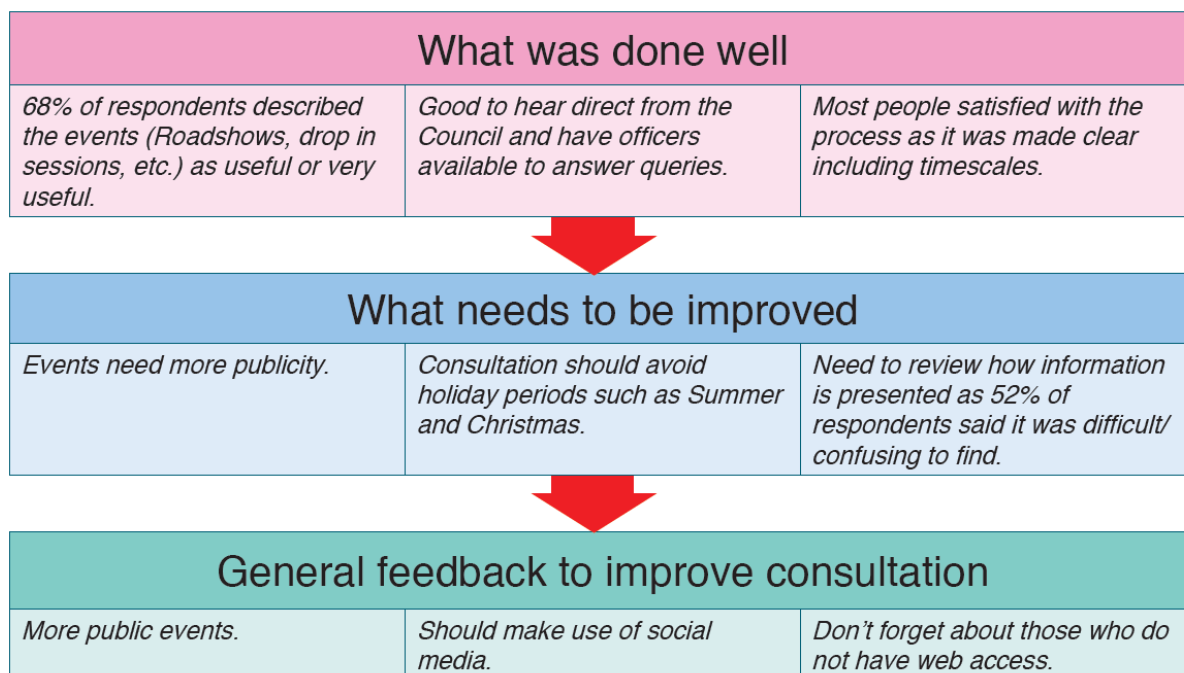 What was done well
68% of respondents described
the events (Roadshows, drop in
sessions, etc.) as useful or very
useful.
Good to hear direct from the
Council and have officers
available to answer queries.
Most people satisfied with the
process as it was made clear
including timescales.
What needs to be improved
Events need more publicity.
Consultation should avoid
holiday periods such as Summer
and Christmas.
Need to review how information
is presented as 52% of
respondents said it was difficult/
confusing to find.
General feedback to improve consultation
More public events.
Should make use of social
media.
Don’t forget about those who do
not have web access.